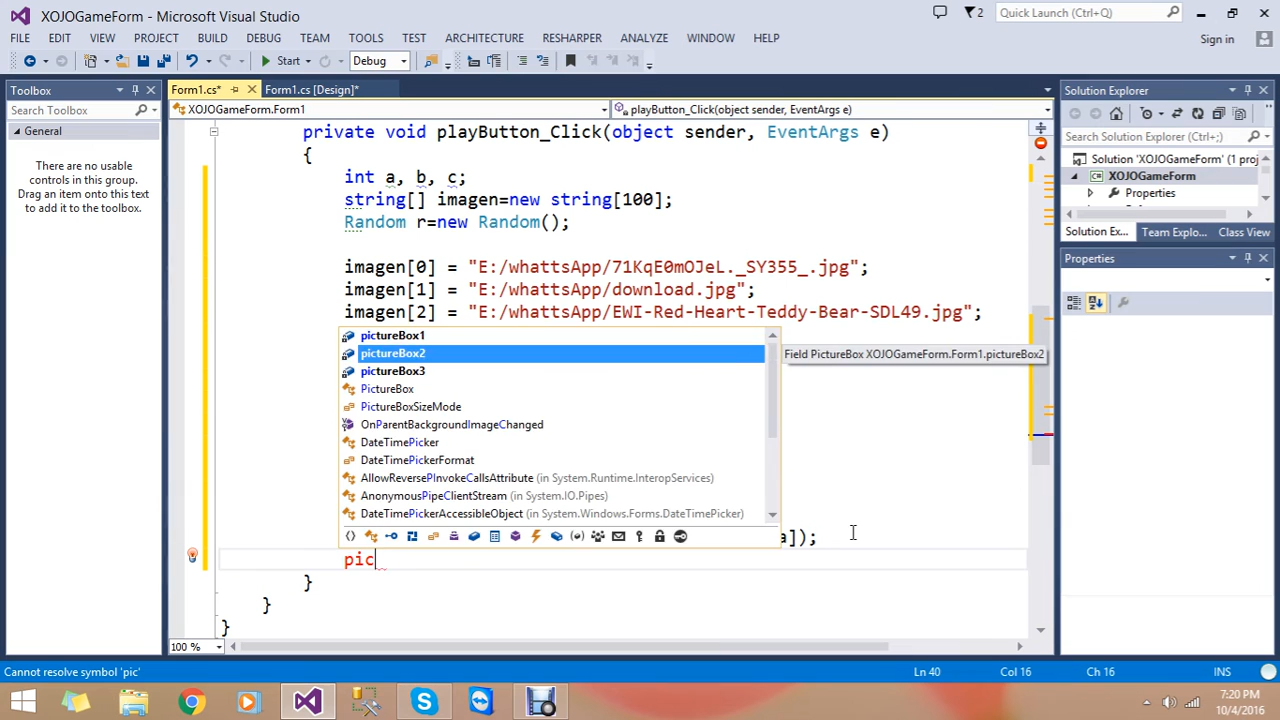 XOJOGameForm - Microsoft Visual Studio
2
Quick Launch (Ctrl+Q)
FILE EDIT VIEW PROJECT BUILD DEBUG TEAM TOOLS TEST ARCHITECTURE RESHARPER ANALYZE WINDOW HELP
Sign in
Start Debug
Toolbox
Search Toolbox
General
There are no usable
controls in this group.
Drag an item onto this text
to add it to the toolbox.
Form1.cs* Form1.cs [Design]*
XOJOGameForm.Form1 playButton_Click(object sender, EventArgs e)
private void playButton_Click(object sender, EventArgs e)
{
int a, b, c;
string[] imagen=new string[100];
Random r=new Random();
imagen[0] = "E:/whattsApp/71KqE0mOJeL._SY355_.jpg";
imagen[1] = "E:/whattsApp/download.jpg";
imagen[2] = "E:/whattsApp/EWI-Red-Heart-Teddy-Bear-SDL49.jpg";
pictureBox1
pictureBox2
Field PictureBox XOJOGameForm.Form1.pictureBox2
pictureBox3
PictureBox
PictureBoxSizeMode
OnParentBackgroundImageChanged
DateTimePicker
DateTimePickerFormat
AllowReversePInvokeCallsAttribute (in System.Runtime.InteropServices)
AnonymousPipeClientStream (in System.IO.Pipes)
DateTimePickerAccessibleObject (in System.Windows.Forms.DateTimePicker)
a]);
pic
}
}
}
100 %
Solution Explorer
Search Solution Explorer (Ctrl+;)
Solution 'XOJOGameForm' (1 proj
XOJOGameForm
Properties
Solution Ex... Team Explo... Class View
Properties
Cannot resolve symbol 'pic' Ln 40 Col 16 Ch 16 INS
7:20 PM
10/4/2016